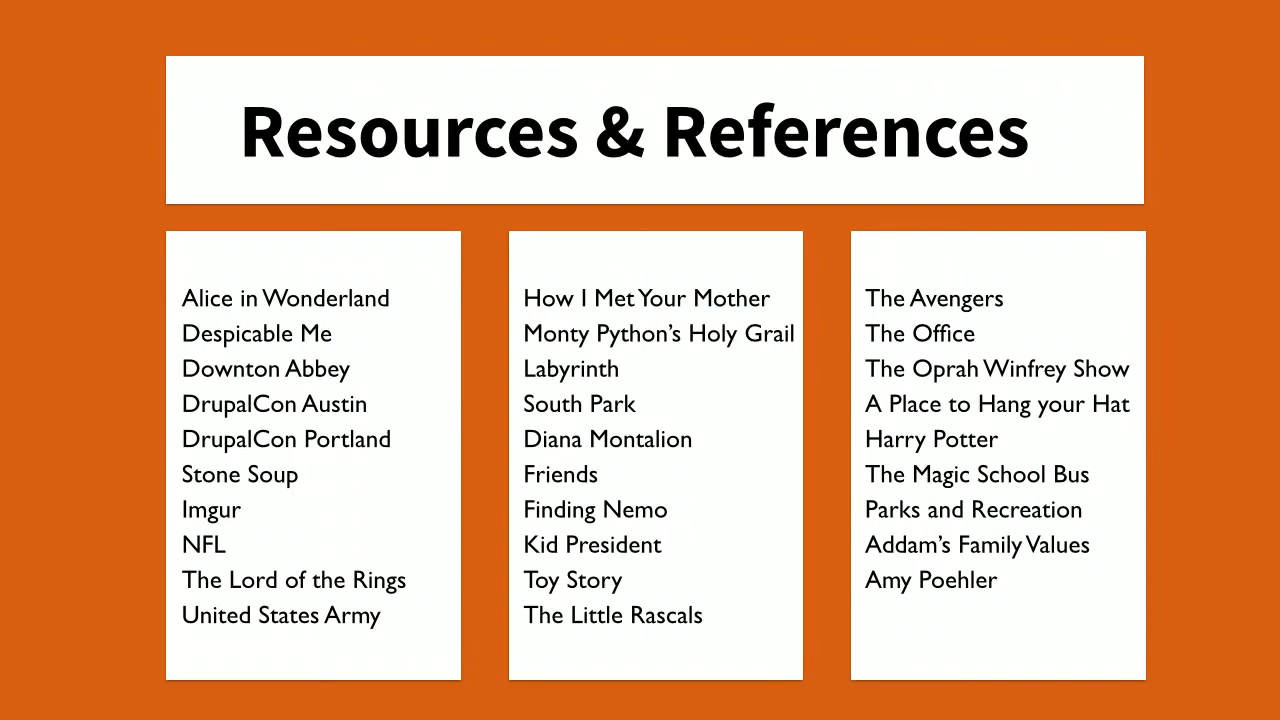 Resources & References
Alice in Wonderland
Despicable Me
Downton Abbey
DrupalCon Austin
DrupalCon Portland
Stone Soup
Imgur
NFL
The Lord of the Rings
United States Army
How I Met Your Mother
Monty Python’s Holy Grail
Labyrinth
South Park
Diana Montalion
Friends
Finding Nemo
Kid President
Toy Story
The Little Rascals
The Avengers
The Office
The Oprah Winfrey Show
A Place to Hang your Hat
Harry Potter
The Magic School Bus
Parks and Recreation
Addam’s Family Values
Amy Poehler